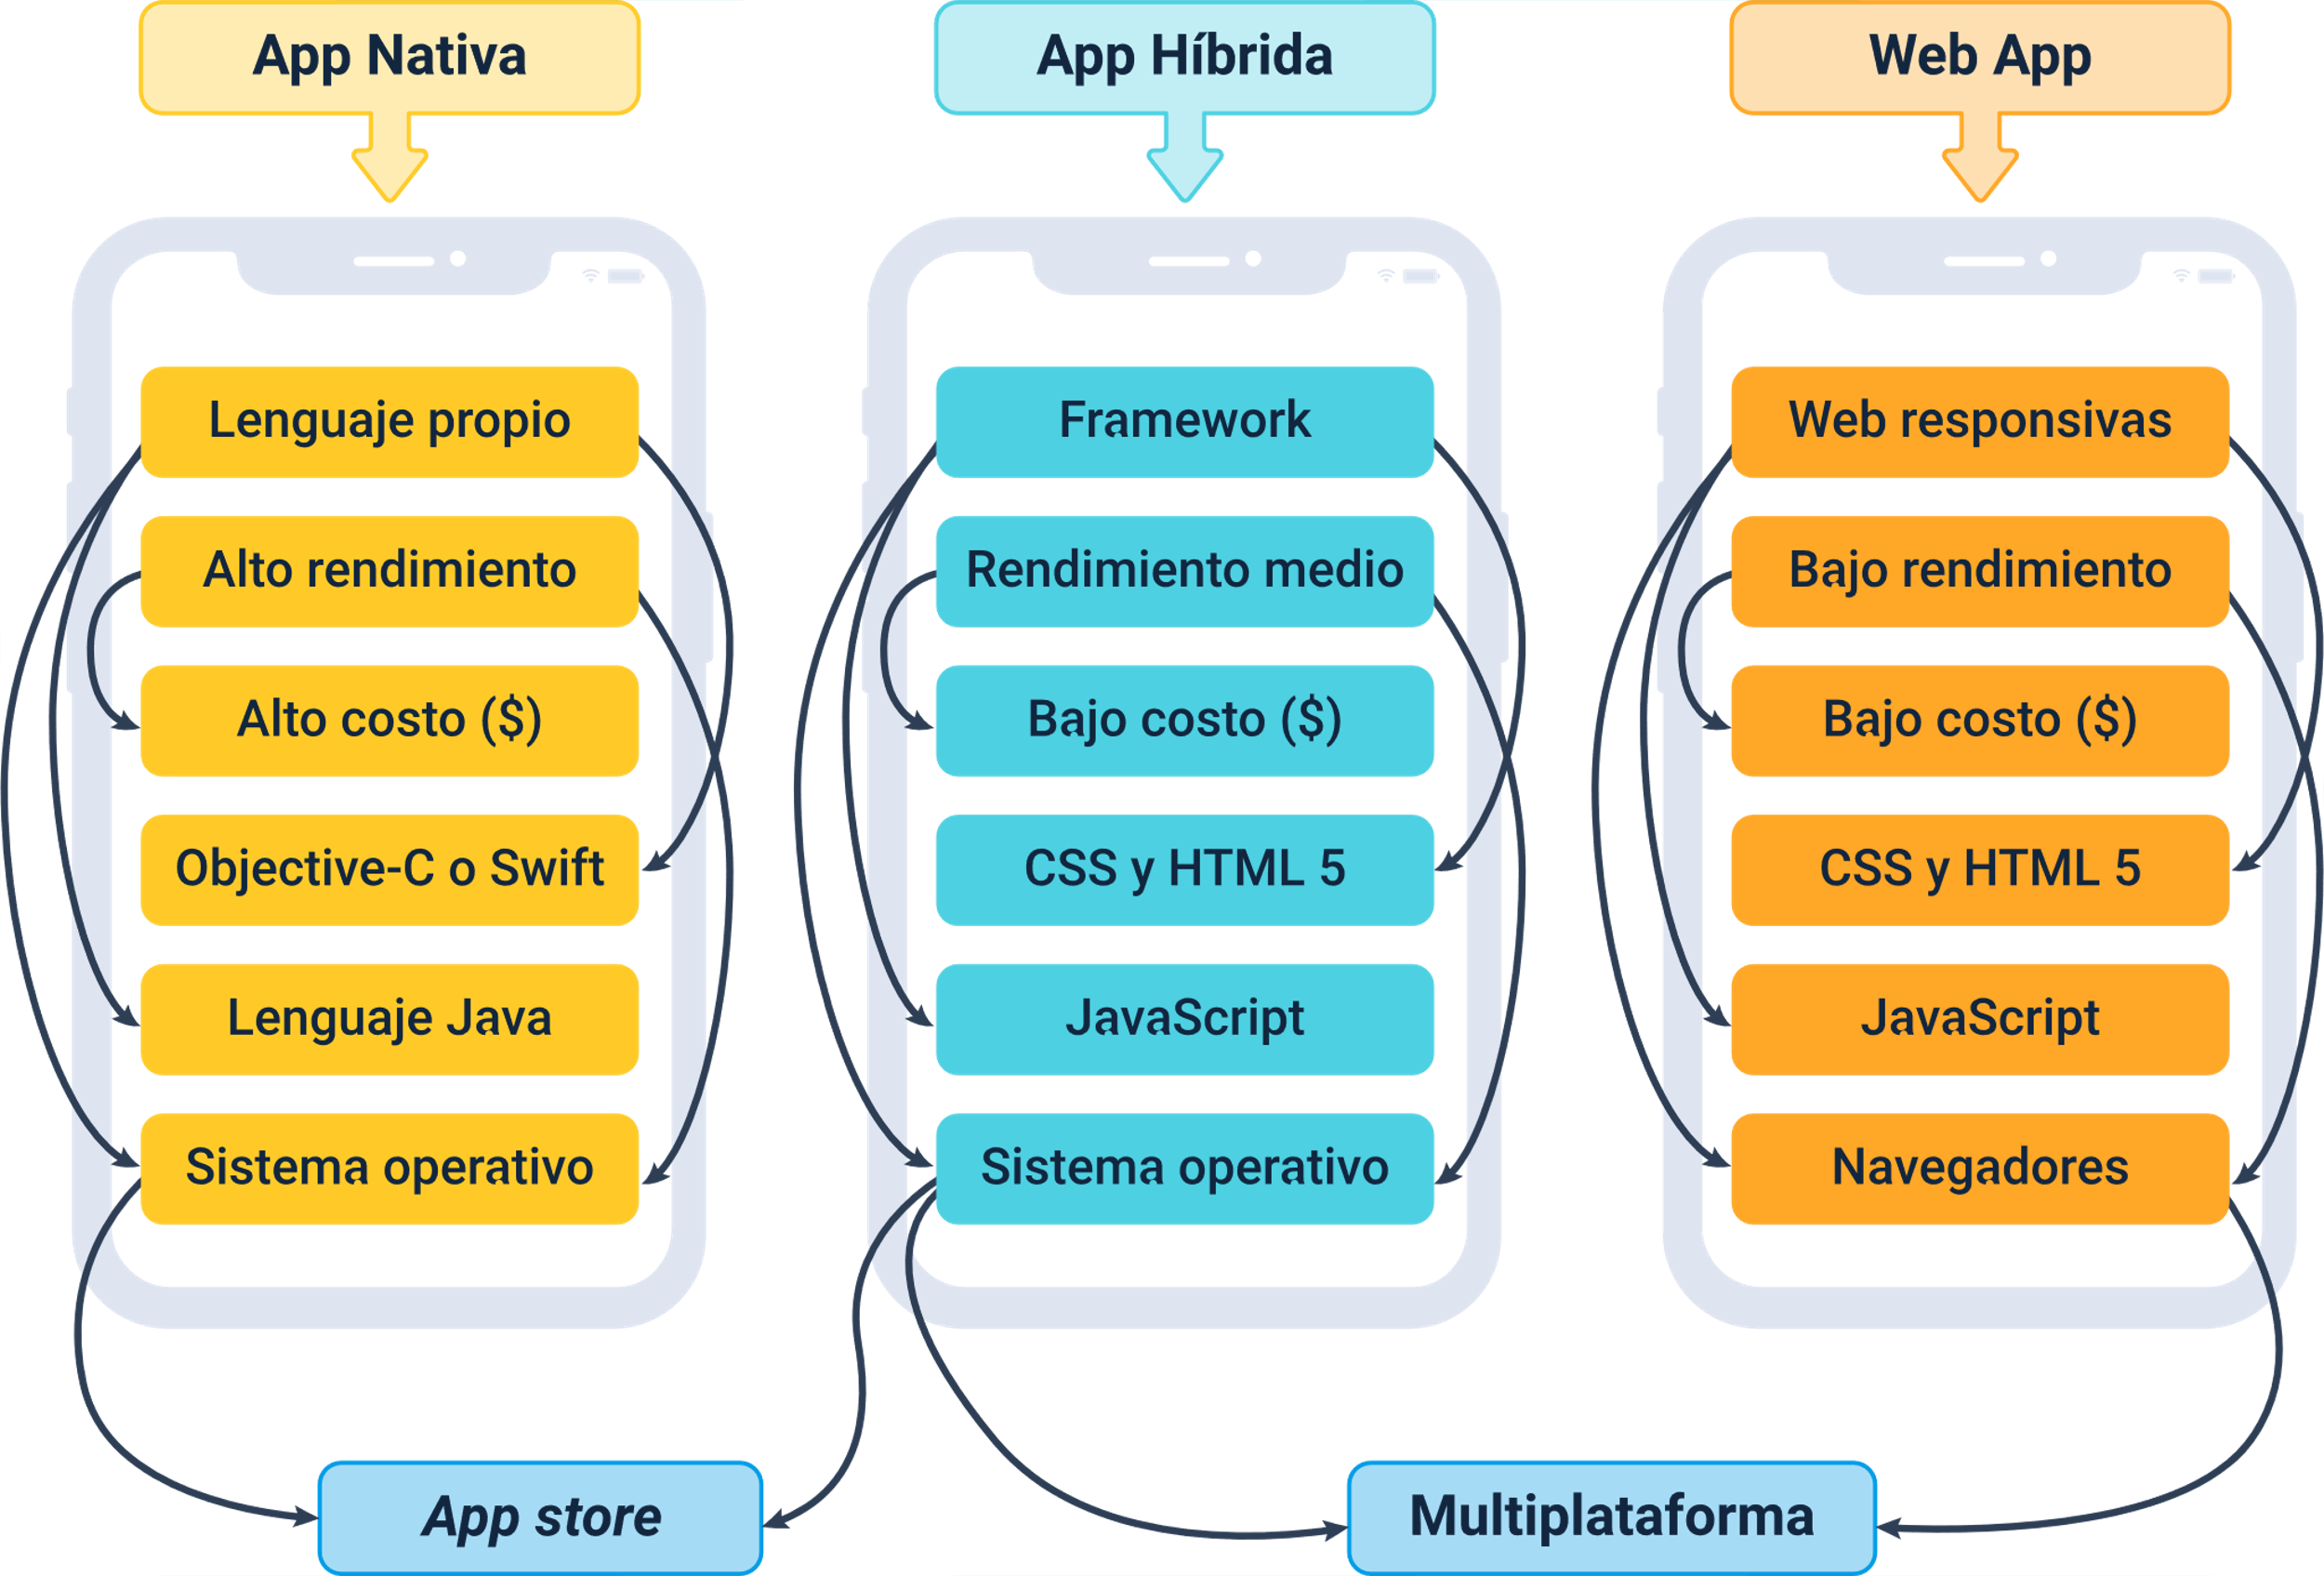 App Nativa
Lenguaje propio
Alto rendimiento
Alto costo ($)
Objective-C o Swift
Lenguaje Java
Sistema operativo
App Híbrida
Framework
Rendimiento medio
Bajo costo ($)
CSS y HTML 5
JavaScript
Sistema operativo
Web App
Web responsivas
Bajo rendimiento
Bajo costo ($)
CSS y HTML 5
JavaScript
Navegadores
App store
Multiplataforma